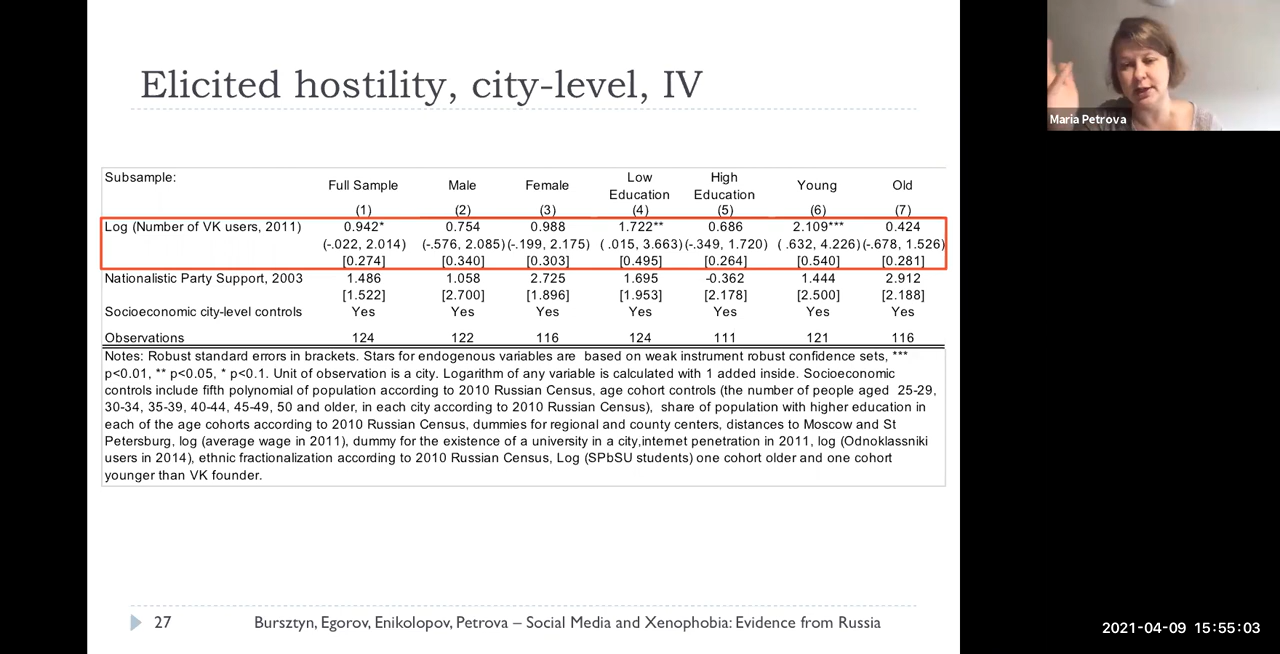 Elicited hostility, city-level, IV
Maria Petrova
Subsample: Full Sample Male Female Low Education High Education Young Old
(1) (2) (3) (4) (5) (6) (7)
Log (Number of VK users, 2011) 0.942* 0.754 0.988 1.722** 0.686 2.109*** 0.424
(-.022, 2.014) (-.576, 2.085) (-.199, 2.175) ( .015, 3.663) (-.349, 1.720) ( .632, 4.226) (-.678, 1.526)
[0.274] [0.340] [0.303] [0.495] [0.264] [0.540] [0.281]
Nationalistic Party Support, 2003 1.486 1.058 2.725 1.695 -0.362 1.444 2.912
[1.522] [2.700] [1.896] [1.953] [2.178] [2.500] [2.188]
Socioeconomic city-level controls Yes Yes Yes Yes Yes Yes Yes
Observations 124 122 116 124 111 121 116
Notes: Robust standard errors in brackets. Stars for endogenous variables are based on weak instrument robust confidence sets, ***
p<0.01, ** p<0.05, * p<0.1. Unit of observation is a city. Logarithm of any variable is calculated with 1 added inside. Socioeconomic
controls include fifth polynomial of population according to 2010 Russian Census, age cohort controls (the number of people aged 25-29,
30-34, 35-39, 40-44, 45-49, 50 and older, in each city according to 2010 Russian Census), share of population with higher education in
each of the age cohorts according to 2010 Russian Census, dummies for regional and county centers, distances to Moscow and St
Petersburg, log (average wage in 2011), dummy for the existence of a university in a city,internet penetration in 2011, log (Odnoklassniki
users in 2014), ethnic fractionalization according to 2010 Russian Census, Log (SPbSU students) one cohort older and one cohort
younger than VK founder.
27 Bursztyn, Egorov, Enikolopov, Petrova – Social Media and Xenophobia: Evidence from Russia
2021-04-09 15:55:03